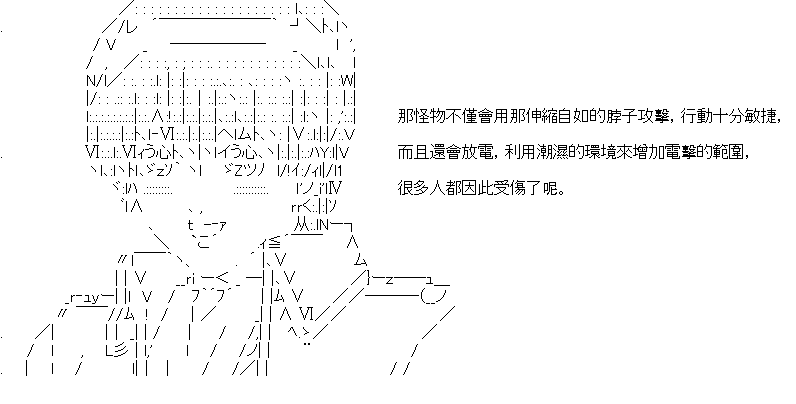 那怪物不僅會用那伸縮自如的脖子攻擊，行動十分敏捷，
而且還會放電，利用潮濕的環境來增加電擊的範圍，
很多人都因此受傷了呢。